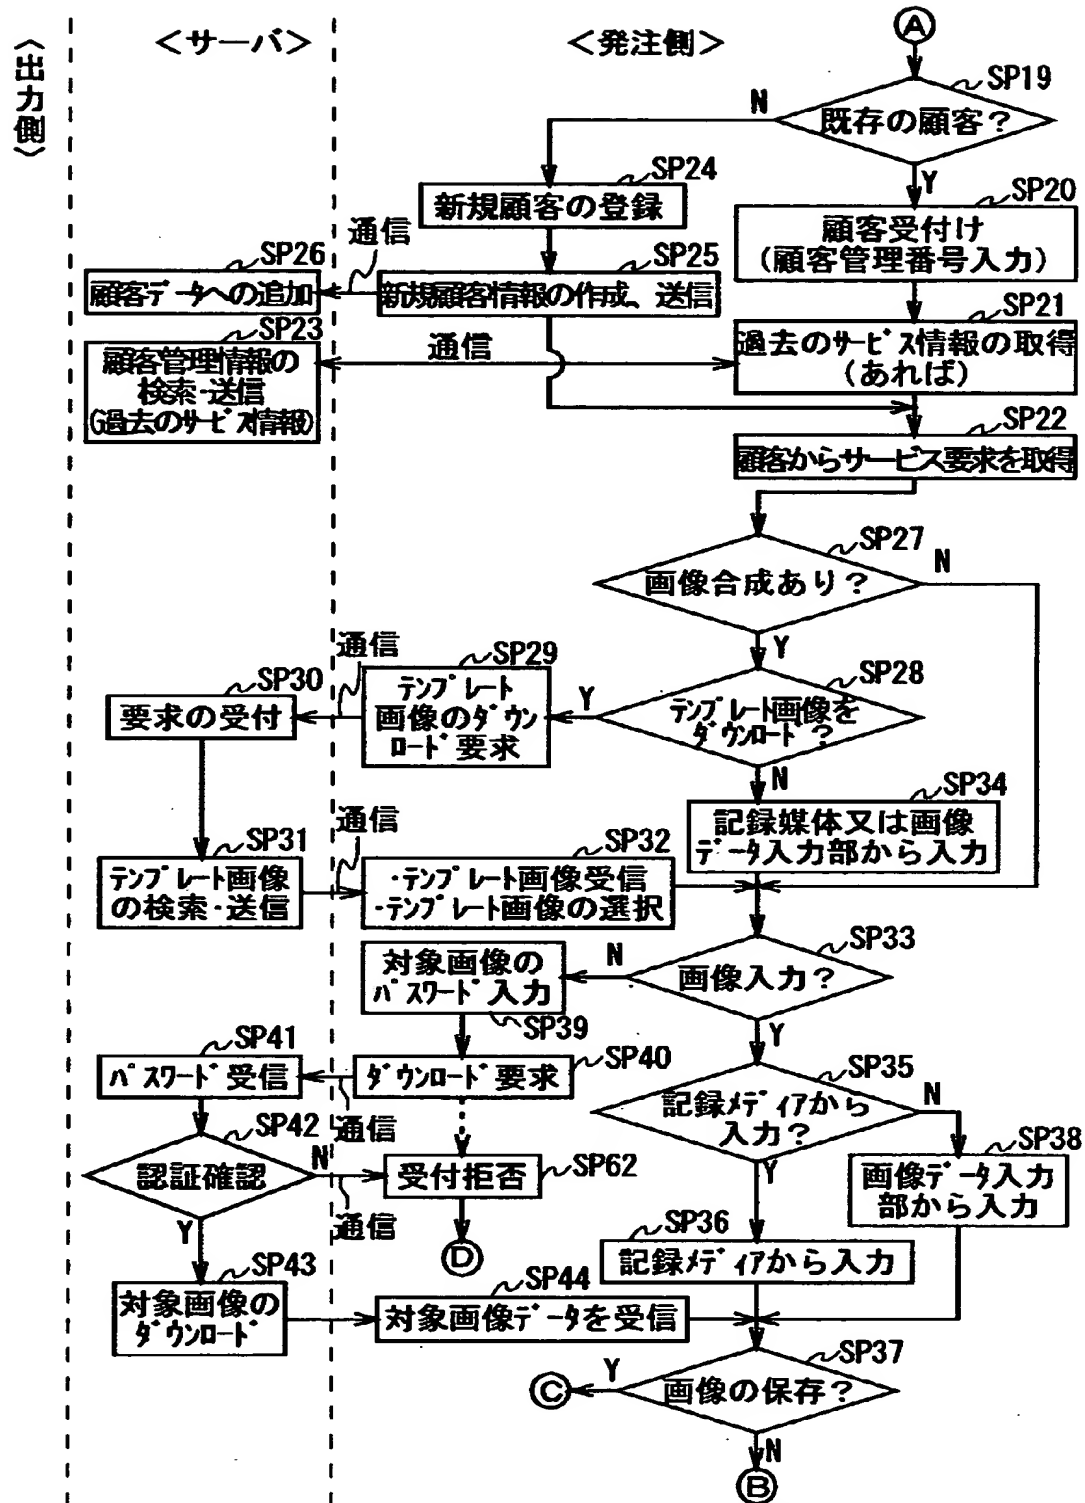 〈出力側〉
＜サーバ＞
＜発注側＞
A
SP19
既存の顧客？
N
Y
SP24
新規顧客の登録
SP20
顧客受付け
（顧客管理番号入力）
通信
SP26
顧客データへの追加
SP25
新規顧客情報の作成、送信
SP23
顧客管理情報の
検索・送信
（過去のサービス情報）
通信
SP21
過去のサービス情報の取得
（あれば）
SP22
顧客からサービス要求を取得
SP27
画像合成あり？
N
Y
通信
SP30
要求の受付
SP29
テンプレート
画像のダウン
ロード要求
Y
SP28
テンプレート画像を
ダウンロード？
N
SP34
記録媒体又は画像
データ入力部から入力
SP31
テンプレート画像
の検索・送信
通信
SP32
・テンプレート画像受信
・テンプレート画像の選択
SP33
画像入力？
N
Y
対象画像の
パスワード入力
SP39
SP41
パスワード受信
通信
SP40
ダウンロード要求
SP35
記録メディアから
入力？
N
Y
SP38
画像データ入力
部から入力
SP42
認証確認
N
Y
通信
SP62
受付拒否
D
SP36
記録メディアから入力
SP43
対象画像の
ダウンロード
SP44
対象画像データを受信
SP37
画像の保存？
Y
C
N
B